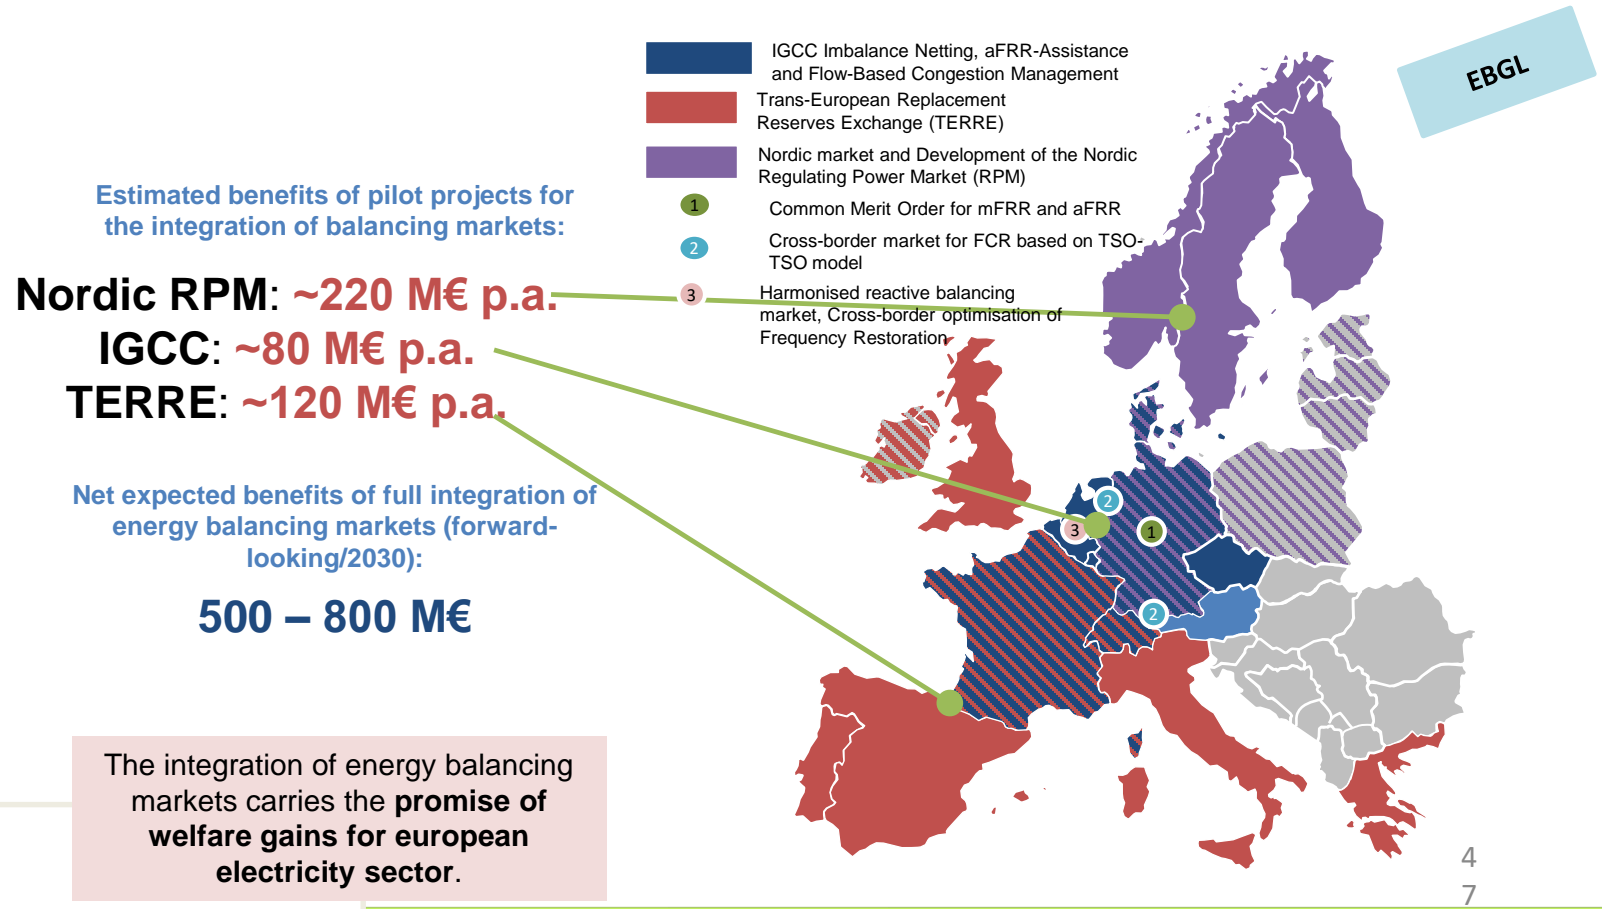 EBGL
IGCC Imbalance Netting, aFRR-Assistance
and Flow-Based Congestion Management
Trans-European Replacement
Reserves Exchange (TERRE)
Nordic market and Development of the Nordic
Regulating Power Market (RPM)
1
Common Merit Order for mFRR and aFRR
2
Cross-border market for FCR based on TSO-
TSO model
3
Harmonised reactive balancing
market, Cross-border optimisation of
Frequency Restoration
Estimated benefits of pilot projects for
the integration of balancing markets:
Nordic RPM: ~220 M€ p.a.
IGCC: ~80 M€ p.a.
TERRE: ~120 M€ p.a.
Net expected benefits of full integration of
energy balancing markets (forward-
looking/2030):
500 – 800 M€
The integration of energy balancing
markets carries the promise of
welfare gains for european
electricity sector.
2
3
1
2
4
7